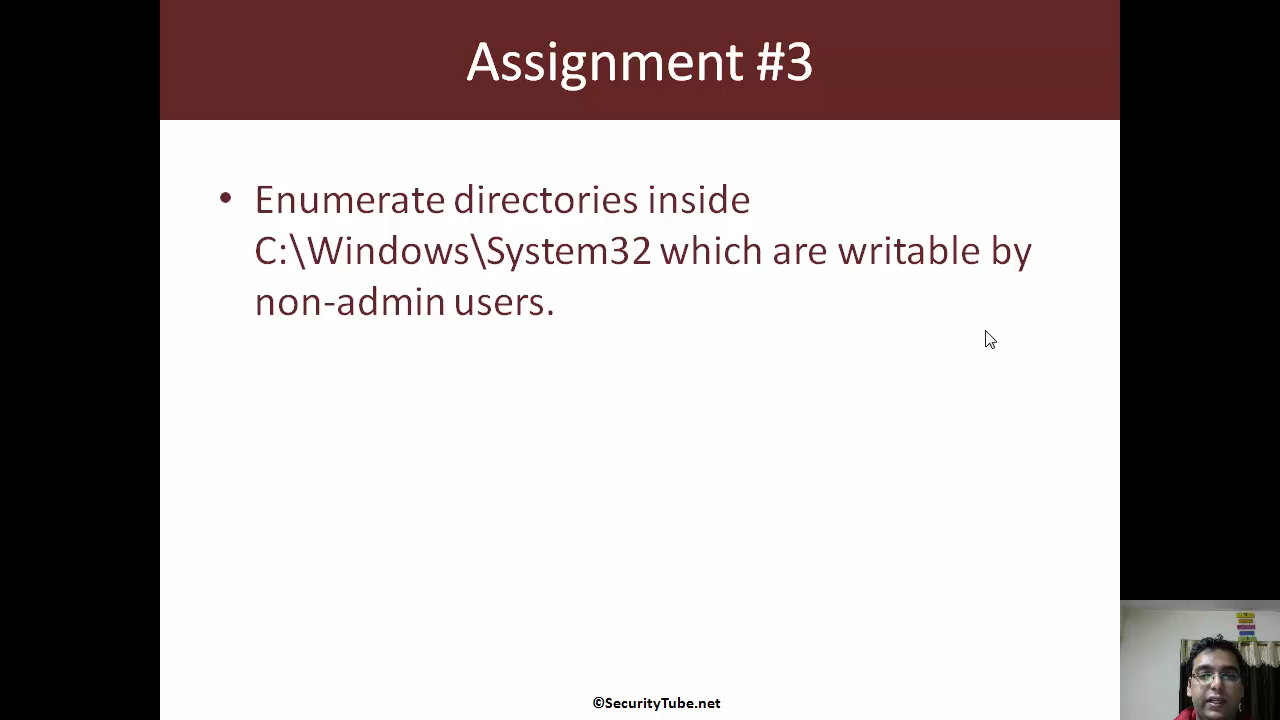 Assignment #3
• Enumerate directories inside
C:\Windows\System32 which are writable by
non-admin users.
©SecurityTube.net